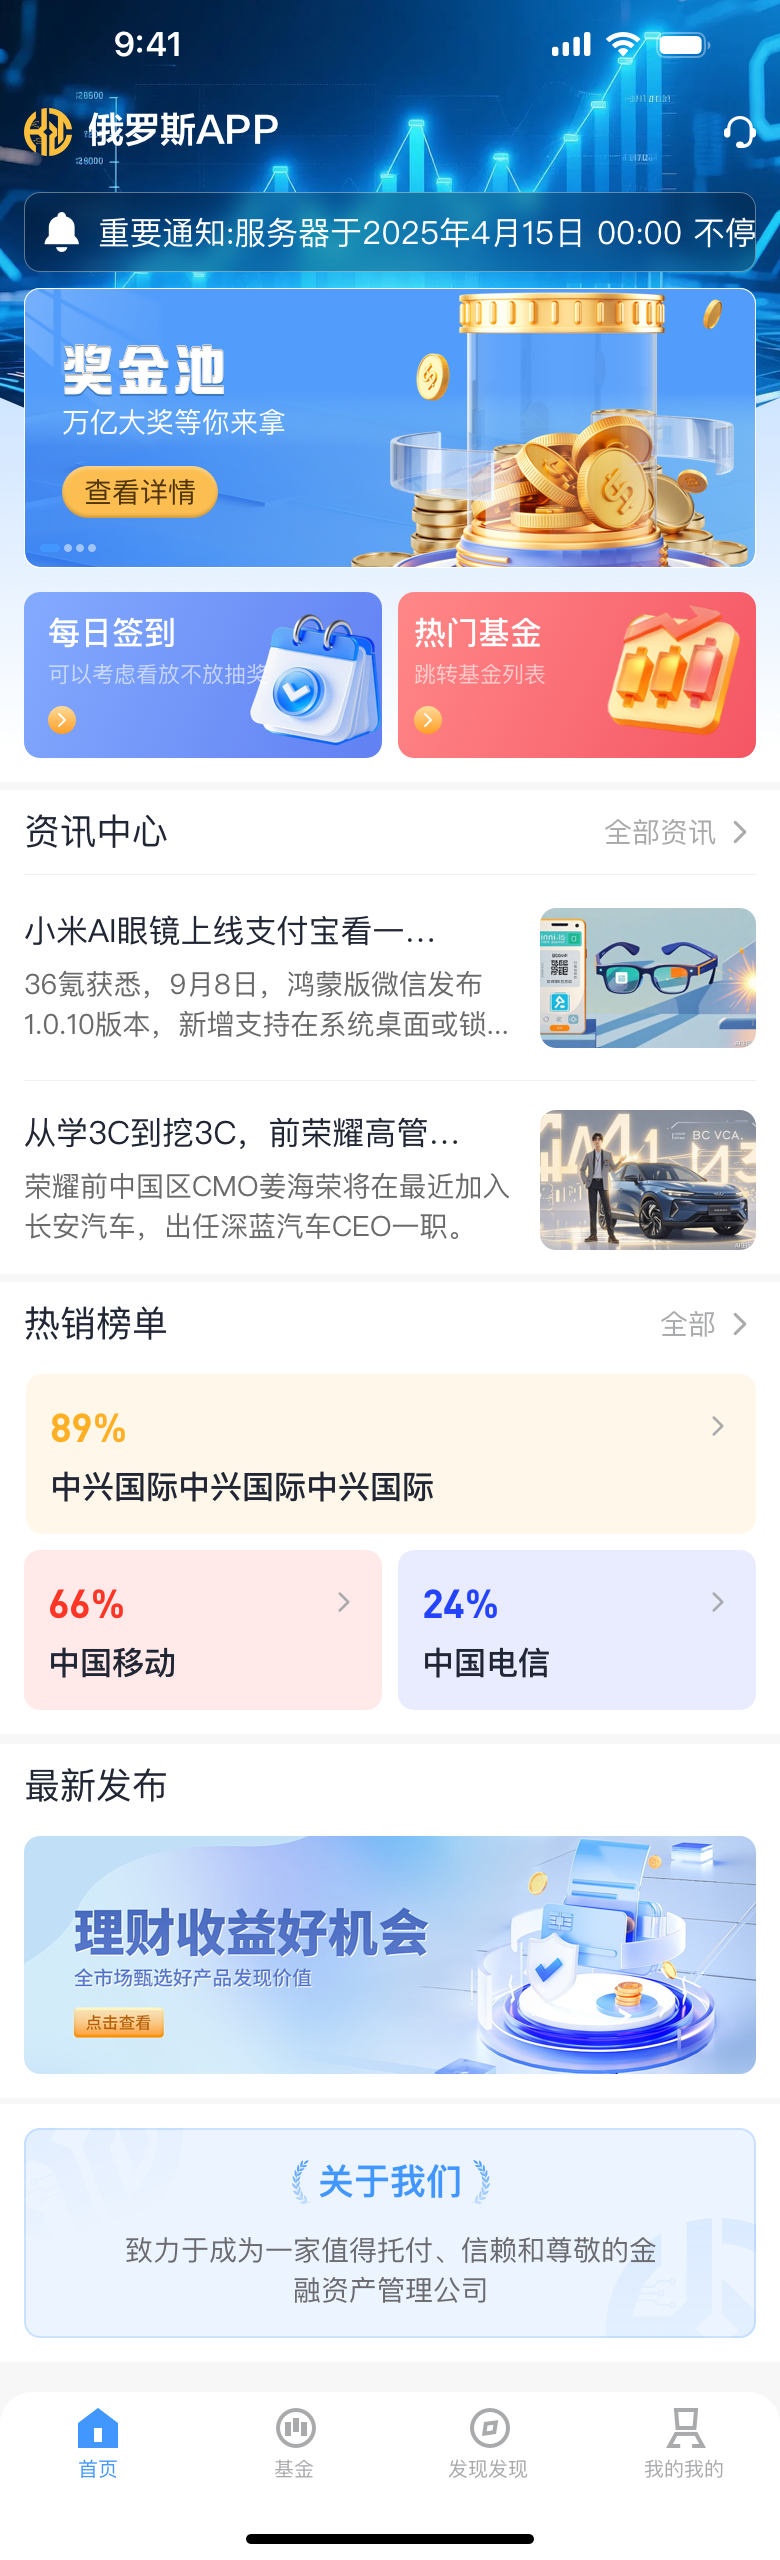 9:41
俄罗斯APP
重要通知:服务器于2025年4月15日 00:00 不停
奖金池
万亿大奖等你来拿
查看详情
每日签到
可以考虑看放不放抽奖
热门基金
跳转基金列表
资讯中心
全部资讯
小米AI眼镜上线支付宝看一...
36氪获悉，9月8日，鸿蒙版微信发布
1.0.10版本，新增支持在系统桌面或锁...
从学3C到挖3C，前荣耀高管...
荣耀前中国区CMO姜海荣将在最近加入
长安汽车，出任深蓝汽车CEO一职。
BC VCA.
热销榜单
全部
89%
中兴国际中兴国际中兴国际
66%
中国移动
24%
中国电信
最新发布
理财收益好机会
全市场甄选好产品发现价值
点击查看
关于我们
致力于成为一家值得托付、信赖和尊敬的金
融资产管理公司
首页
基金
发现发现
我的我的